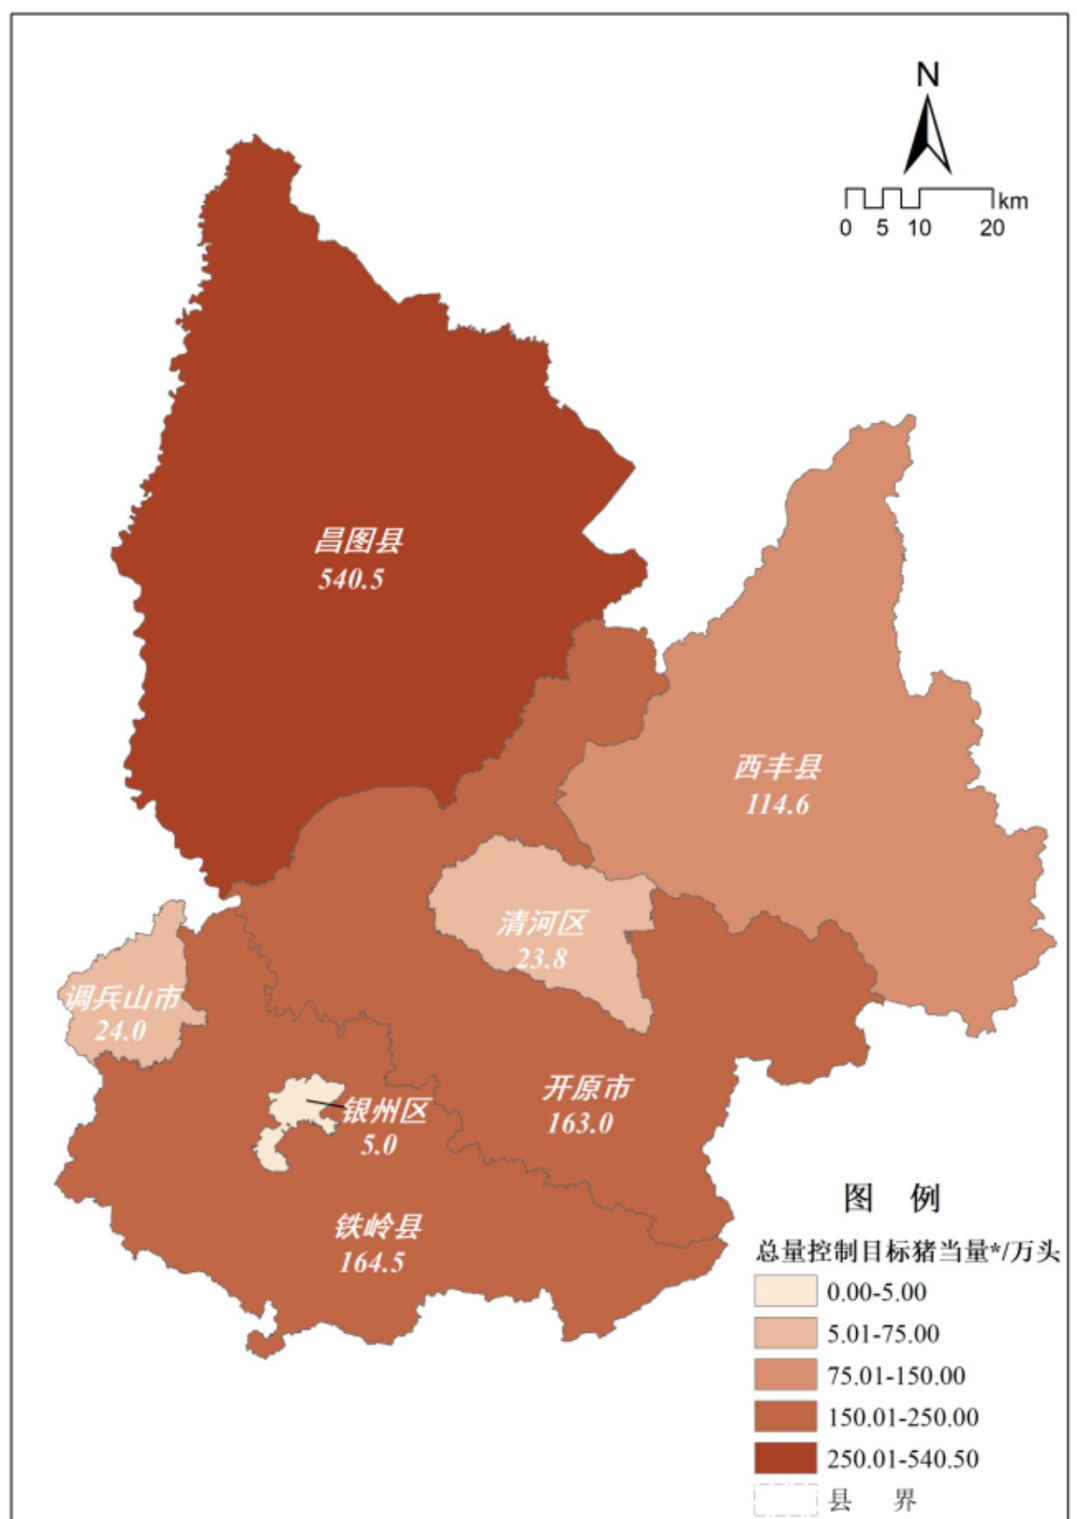 N
km
0 5 10 20
昌图县
540.5
西丰县
114.6
清河区
23.8
调兵山市
24.0
开原市
163.0
银州区
5.0
铁岭县
164.5
图 例
总量控制目标猪当量*/万头
0.00-5.00
5.01-75.00
75.01-150.00
150.01-250.00
250.01-540.50
县 界